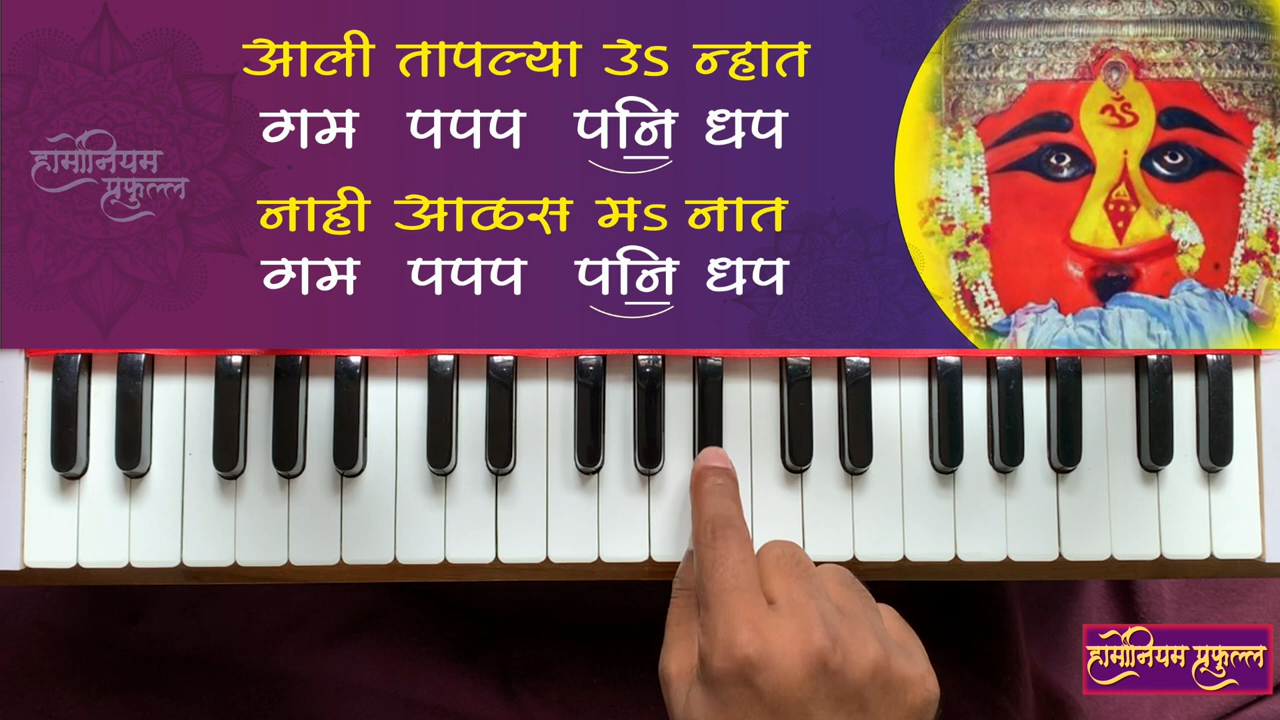 आली तापल्या उऽ न्हात
गम पपप पनि॒ धप
हार्मोनियम
प्रफुल्ल
नाही आळस मऽ नात
गम पपप पनि॒ धप
ॐ
हार्मोनियम प्रफुल्ल